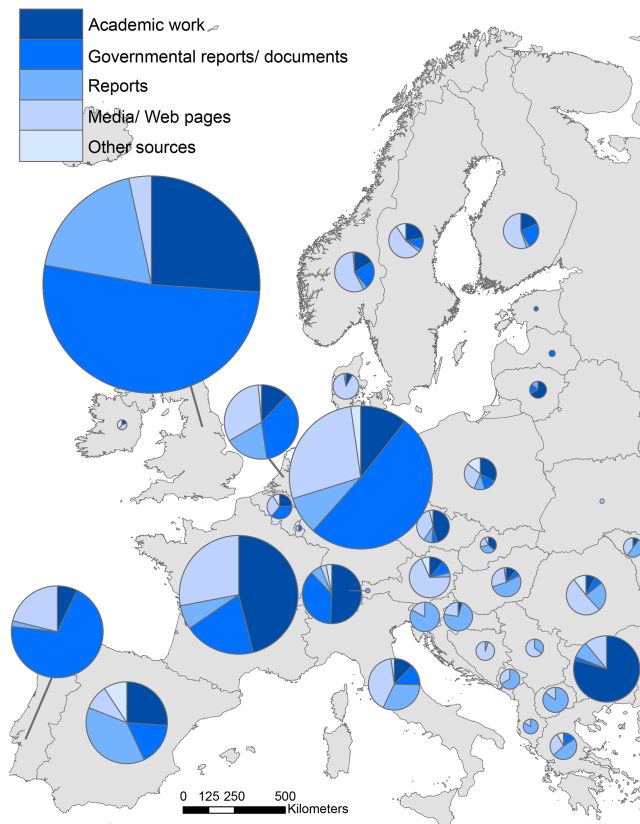 Academic work
Governmental reports/ documents
Reports
Media/ Web pages
Other sources
0 125 250 500
Kilometers